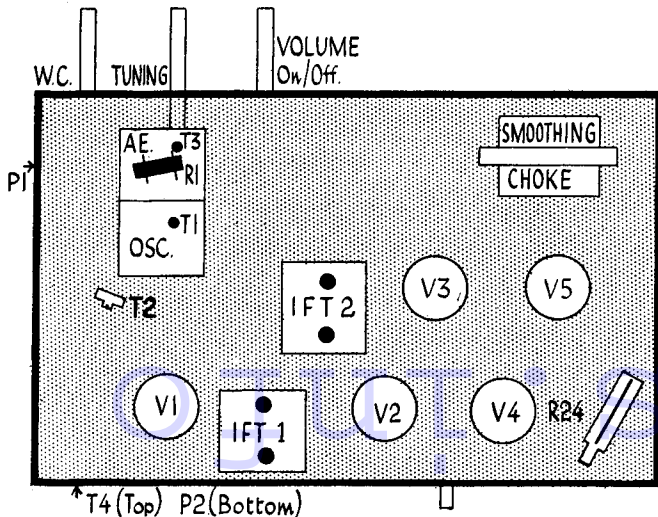 VOLUME
On/Off.
W.C. TUNING
AE. T3
R1
P1
T1
OSC.
SMOOTHING
CHOKE
T2
IFT 2
V3
V5
V1
IFT 1
V2
V4
R24
T4 (Top) P2 (Bottom)